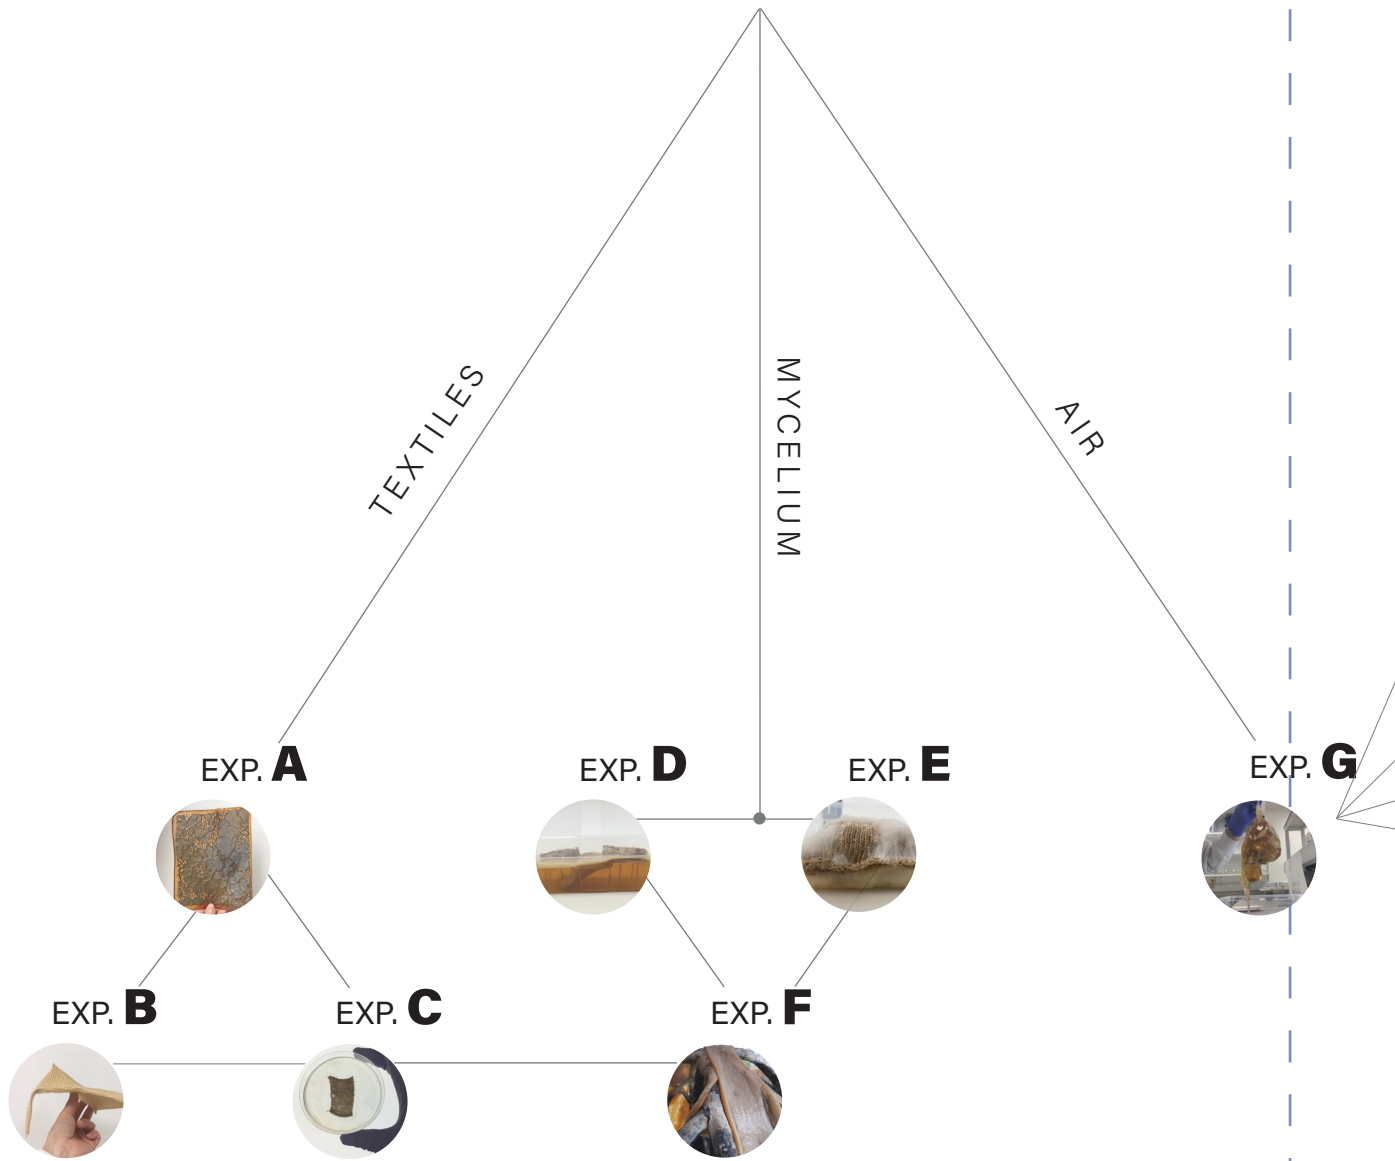 TEXTILES
MYCELIUM
AIR
EXP. A
EXP. D
EXP. E
EXP. G
EXP. B
EXP. C
EXP. F